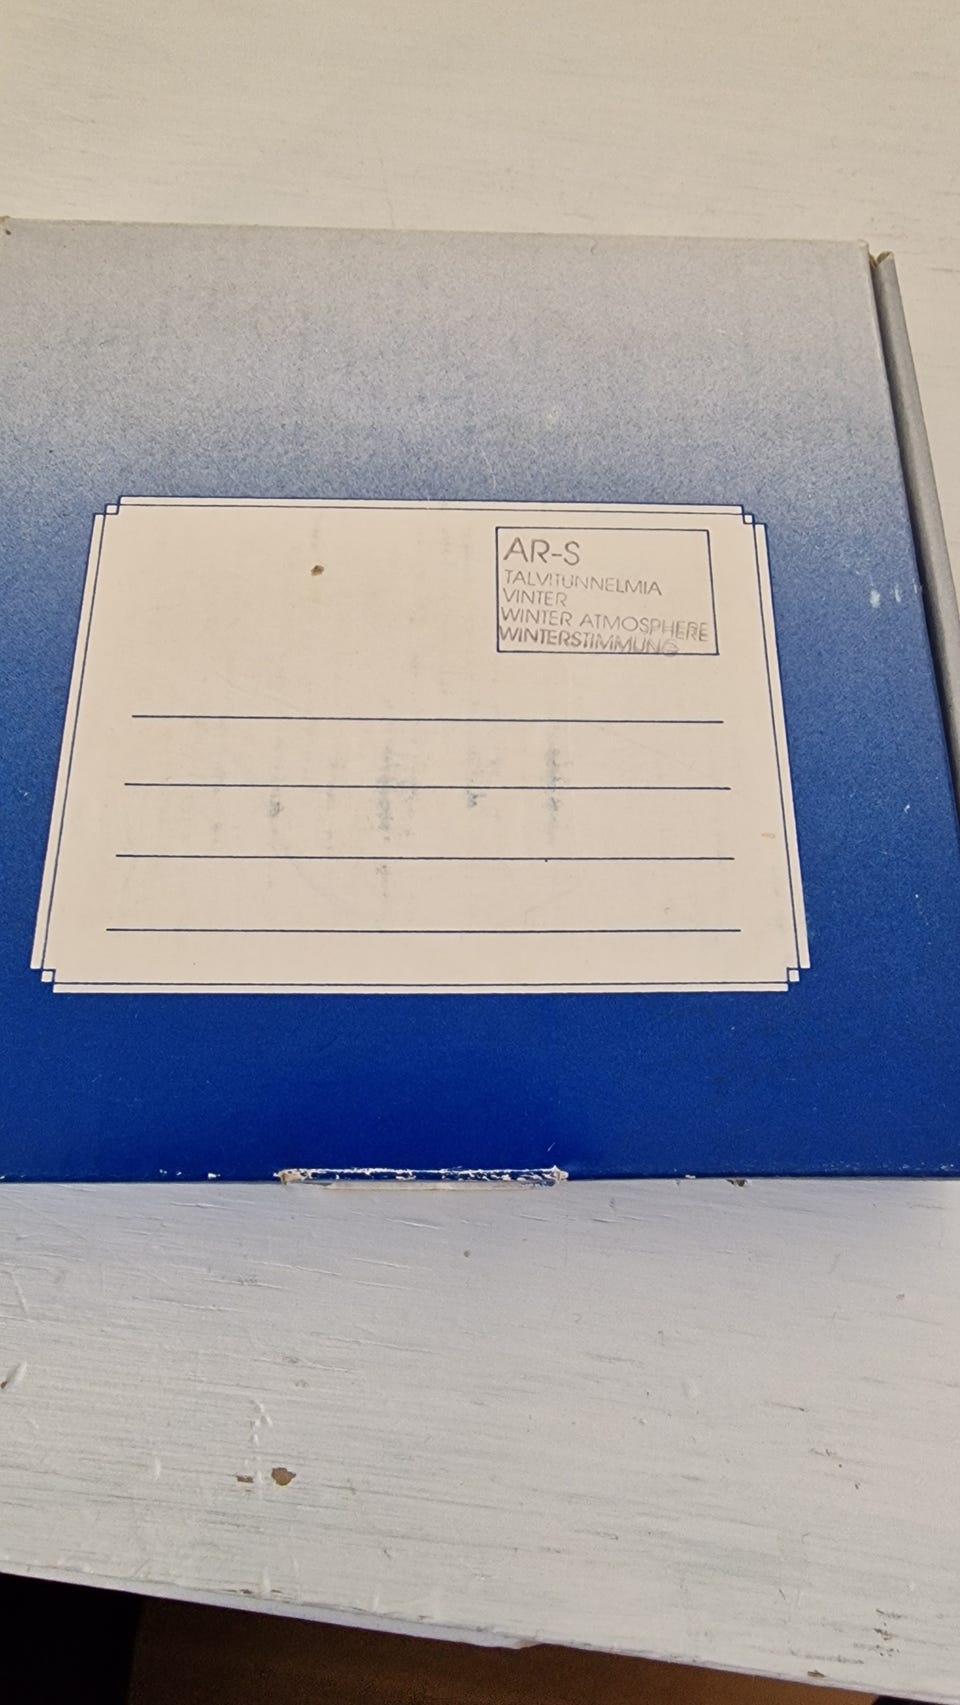 AR-S
TALVITUNNELMIA
VINTER
WINTER ATMOSPHERE
WINTERSTIMMUNG